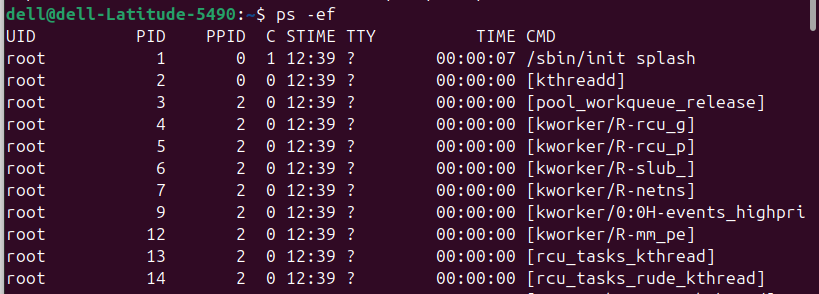 dell@dell-Latitude-5490:~$ ps -ef
UID PID PPID C STIME TTY TIME CMD
root 1 0 1 12:39 ? 00:00:07 /sbin/init splash
root 2 0 0 12:39 ? 00:00:00 [kthreadd]
root 3 2 0 12:39 ? 00:00:00 [pool_workqueue_release]
root 4 2 0 12:39 ? 00:00:00 [kworker/R-rcu_g]
root 5 2 0 12:39 ? 00:00:00 [kworker/R-rcu_p]
root 6 2 0 12:39 ? 00:00:00 [kworker/R-slub_]
root 7 2 0 12:39 ? 00:00:00 [kworker/R-netns]
root 9 2 0 12:39 ? 00:00:00 [kworker/0:0H-events_highpri
root 12 2 0 12:39 ? 00:00:00 [kworker/R-mm_pe]
root 13 2 0 12:39 ? 00:00:00 [rcu_tasks_kthread]
root 14 2 0 12:39 ? 00:00:00 [rcu_tasks_rude_kthread]